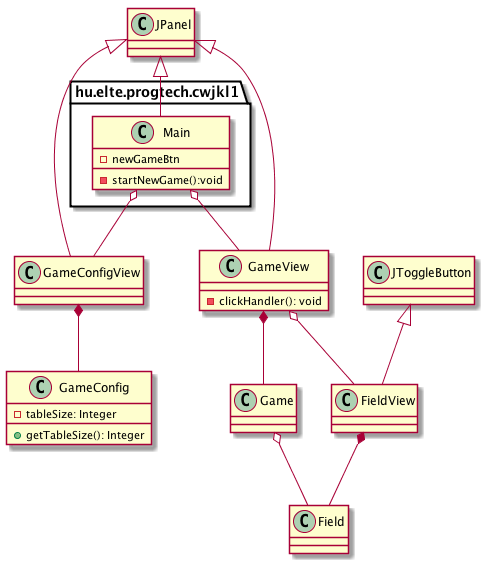 C JPanel
hu.elte.progtech.cwjkl1
C Main
newGameBtn
startNewGame():void
C GameConfigView
C GameView
clickHandler(): void
C JToggleButton
C GameConfig
tableSize: Integer
getTableSize(): Integer
C Game
C FieldView
C Field